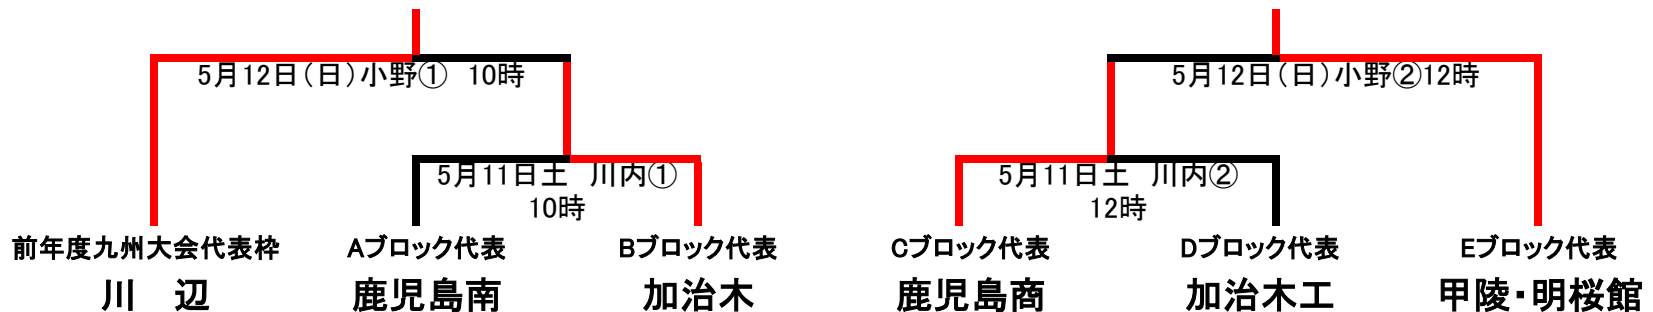 5月12日(日)小野① 10時
5月12日(日)小野②12時
5月11日土 川内①
10時
5月11日土 川内②
12時
前年度九州大会代表枠
Aブロック代表
Bブロック代表
Cブロック代表
Dブロック代表
Eブロック代表
川 辺
鹿児島南
加治木
鹿児島商
加治木工
甲陵・明桜館